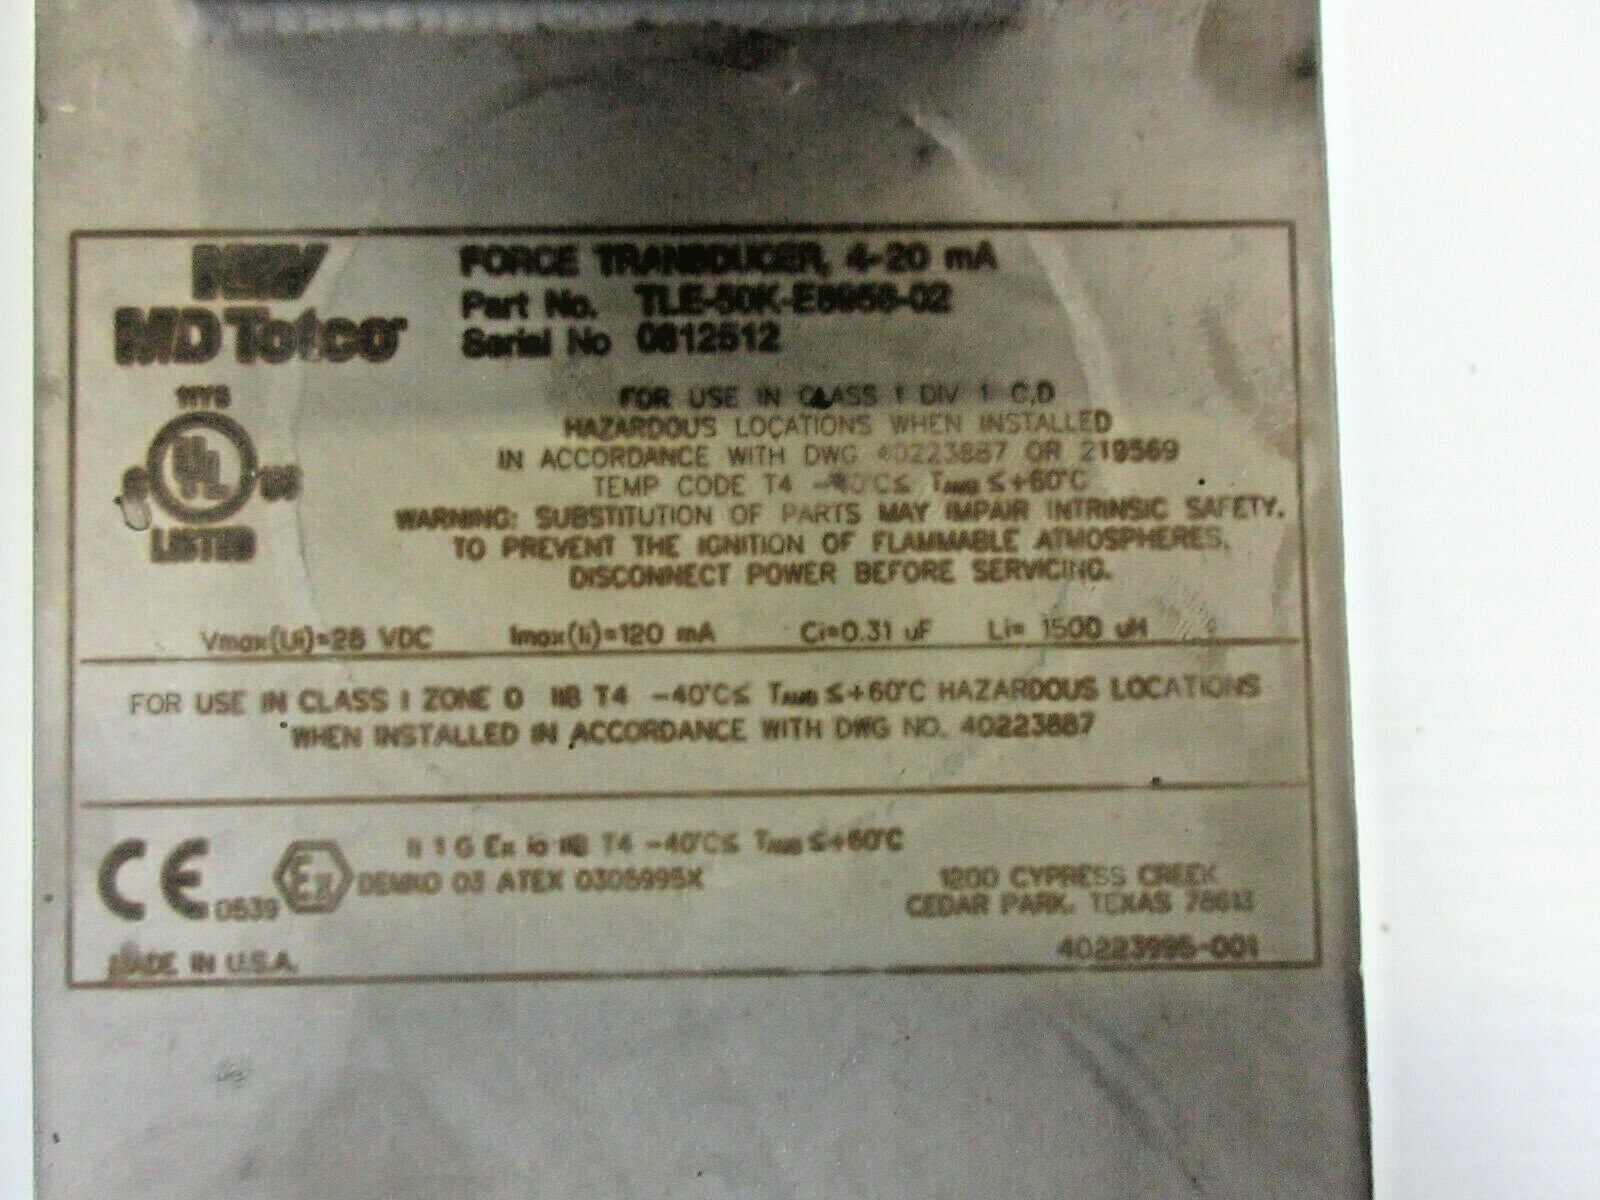 NOV
MD Totco
FORCE TRANSDUCER, 4-20 mA
Part No. TLE-50K-E8958-02
Serial No 0812512
11Y8
C UL US
LISTED
FOR USE IN CLASS I DIV 1 C,D
HAZARDOUS LOCATIONS WHEN INSTALLED
IN ACCORDANCE WITH DWG 40223887 OR 219569
TEMP CODE T4 -40°C≤ TAMB ≤+60°C
WARNING: SUBSTITUTION OF PARTS MAY IMPAIR INTRINSIC SAFETY.
TO PREVENT THE IGNITION OF FLAMMABLE ATMOSPHERES,
DISCONNECT POWER BEFORE SERVICING.
Vmax(Ui)=28 VDC Imax(Ii)=120 mA Ci=0.31 uF Li= 1500 uH
FOR USE IN CLASS I ZONE 0 IIB T4 -40°C≤ TAMB ≤+60°C HAZARDOUS LOCATIONS
WHEN INSTALLED IN ACCORDANCE WITH DWG NO. 40223887
CE 0539
Ex
II 1 G Ex ia IIB T4 -40°C≤ TAMB ≤+60°C
DEMKO 03 ATEX 0305995X
1200 CYPRESS CREEK
CEDAR PARK, TEXAS 78613
MADE IN U.S.A.
40223995-001